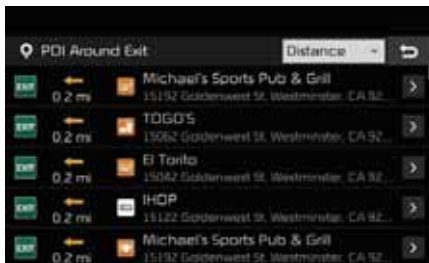 POI Around Exit Distance
EXIT Michael's Sports Pub & Grill
0.2 mi 15192 Goldenwest St, Westminster, CA 92...
EXIT TOGO'S
0.2 mi 15062 Goldenwest St, Westminster, CA 92...
EXIT El Torito
0.2 mi 15042 Goldenwest St, Westminster, CA 92...
EXIT IHOP
0.2 mi 15122 Goldenwest St, Westminster, CA 92...
EXIT Michael's Sports Pub & Grill
0.2 mi 15192 Goldenwest St, Westminster, CA 92...